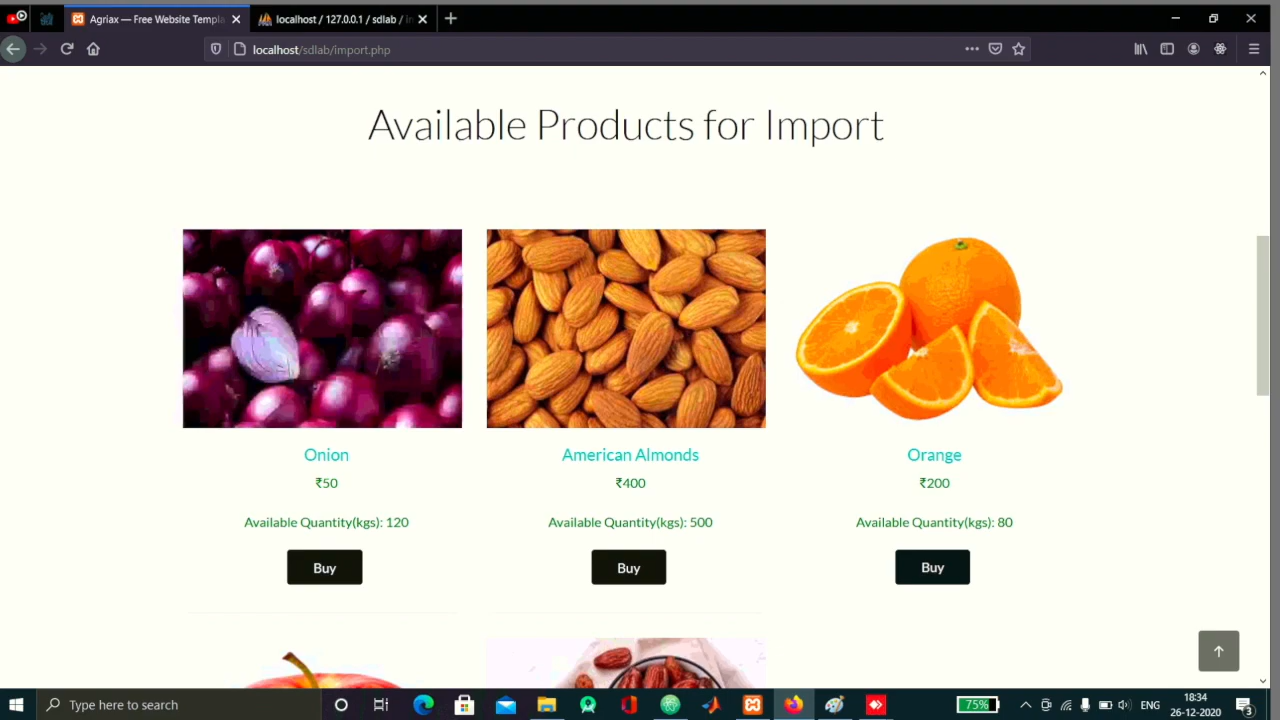 Agriax — Free Website Templa
localhost / 127.0.0.1 / sdlab / in
localhost/sdlab/import.php
Available Products for Import
Onion
₹50
Available Quantity(kgs): 120
Buy
American Almonds
₹400
Available Quantity(kgs): 500
Buy
Orange
₹200
Available Quantity(kgs): 80
Buy
Type here to search
75%
ENG
18:34
26-12-2020
3